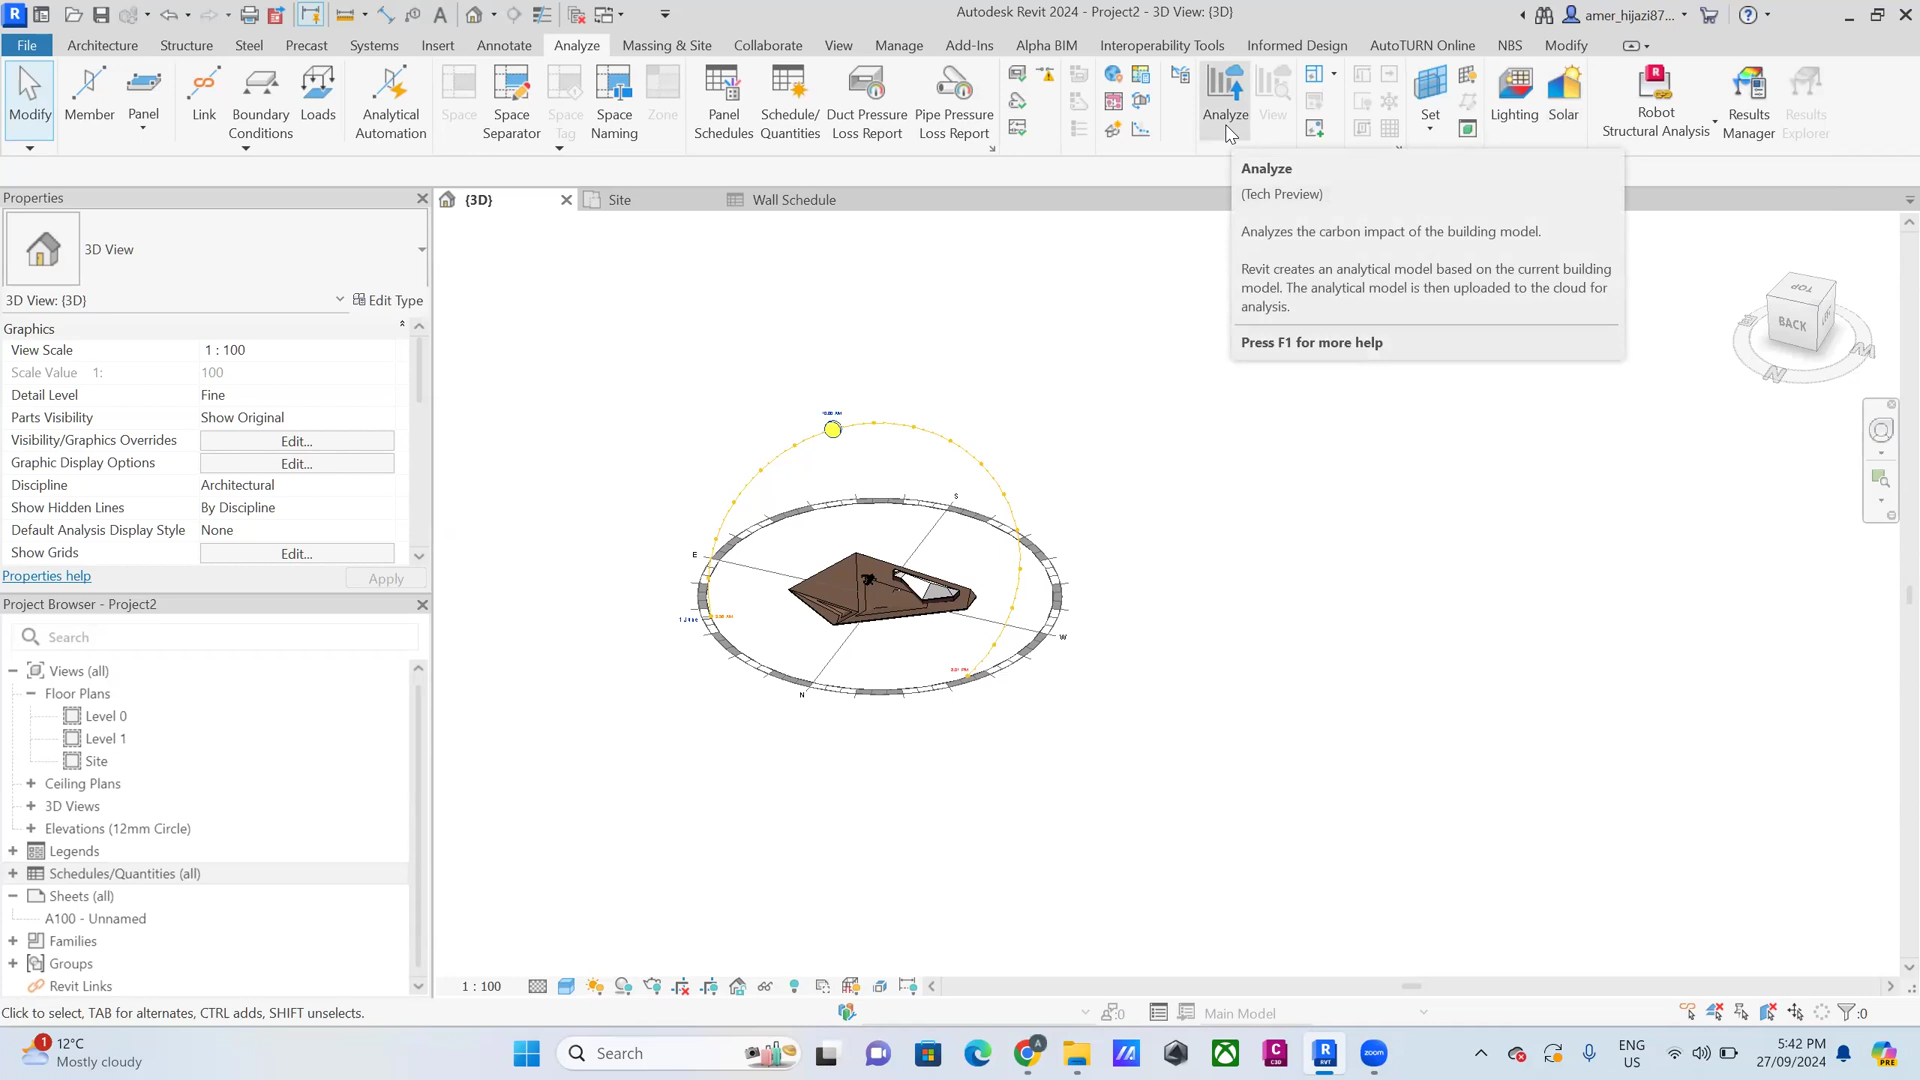 Autodesk Revit 2024 - Project2 - 3D View: {3D}
amer_hijazi87...
File Architecture Structure Steel Precast Systems Insert Annotate Analyze Massing & Site Collaborate View Manage Add-Ins Alpha BIM Interoperability Tools Informed Design AutoTURN Online NBS Modify
Modify
Member
Panel
Link
Boundary
Conditions
Loads
Analytical
Automation
Space
Space
Separator
Space
Tag
Space
Naming
Zone
Panel
Schedules
Schedule/
Quantities
Duct Pressure
Loss Report
Pipe Pressure
Loss Report
Analyze
View
Set
Lighting
Solar
Robot
Structural Analysis
Results
Manager
Results
Explorer
Analyze
(Tech Preview)
Analyzes the carbon impact of the building model.
Revit creates an analytical model based on the current building
model. The analytical model is then uploaded to the cloud for
analysis.
Press F1 for more help
Properties
{3D}
Site
Wall Schedule
3D View
3D View: {3D}
Edit Type
Graphics
View Scale 1 : 100
Scale Value 1: 100
Detail Level Fine
Parts Visibility Show Original
Visibility/Graphics Overrides Edit...
Graphic Display Options Edit...
Discipline Architectural
Show Hidden Lines By Discipline
Default Analysis Display Style None
Show Grids Edit...
Properties help
Apply
Project Browser - Project2
Search
Views (all)
Floor Plans
Level 0
Level 1
Site
Ceiling Plans
3D Views
Elevations (12mm Circle)
Legends
Schedules/Quantities (all)
Sheets (all)
A100 - Unnamed
Families
Groups
Revit Links
TOP
BACK
N
S
E
W
N
1 : 100
Click to select, TAB for alternates, CTRL adds, SHIFT unselects.
:0
Main Model
:0
1
12°C
Mostly cloudy
Search
ENG
US
5:42 PM
27/09/2024
PRE
zoom